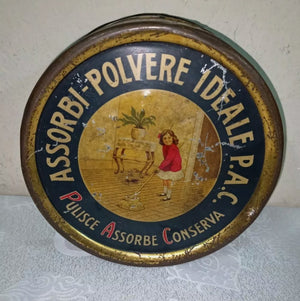 ASSORBI-POLVERE IDEALE P.A.C.
PULISCE ASSORBE CONSERVA